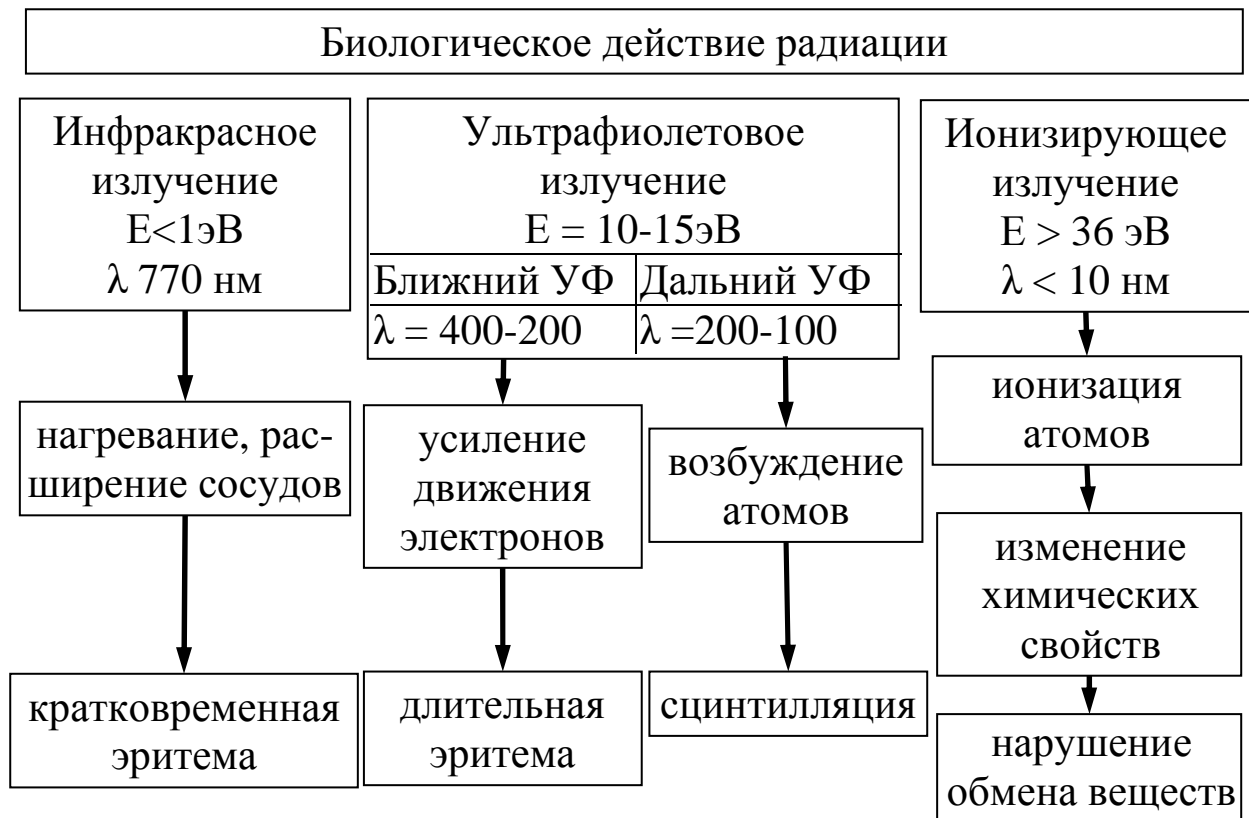 Биологическое действие радиации
Инфракрасное
излучение
E<1эВ
λ 770 нм
Ультрафиолетовое
излучение
E = 10-15эВ
Ближний УФ
Дальний УФ
λ = 400-200
λ =200-100
Ионизирующее
излучение
E > 36 эВ
λ < 10 нм
нагревание, рас-
ширение сосудов
усиление
движения
электронов
возбуждение
атомов
ионизация
атомов
изменение
химических
свойств
кратковременная
эритема
длительная
эритема
сцинтилляция
нарушение
обмена веществ